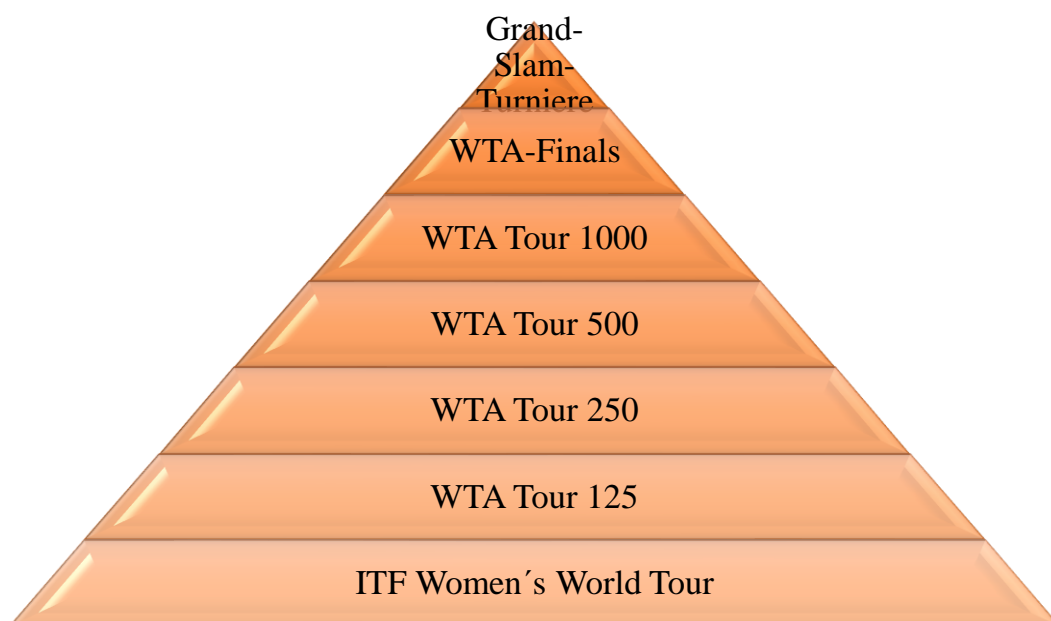 Grand-
Slam-
Turniere
WTA-Finals
WTA Tour 1000
WTA Tour 500
WTA Tour 250
WTA Tour 125
ITF Women´s World Tour